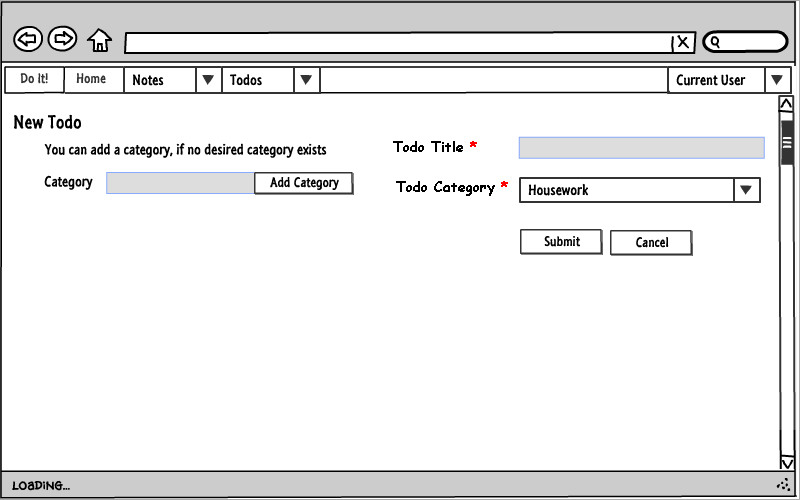 X
Do It! Home Notes Todos Current User
New Todo
You can add a category, if no desired category exists
Category Add Category
Todo Title *
Todo Category * Housework
Submit Cancel
LOADING...